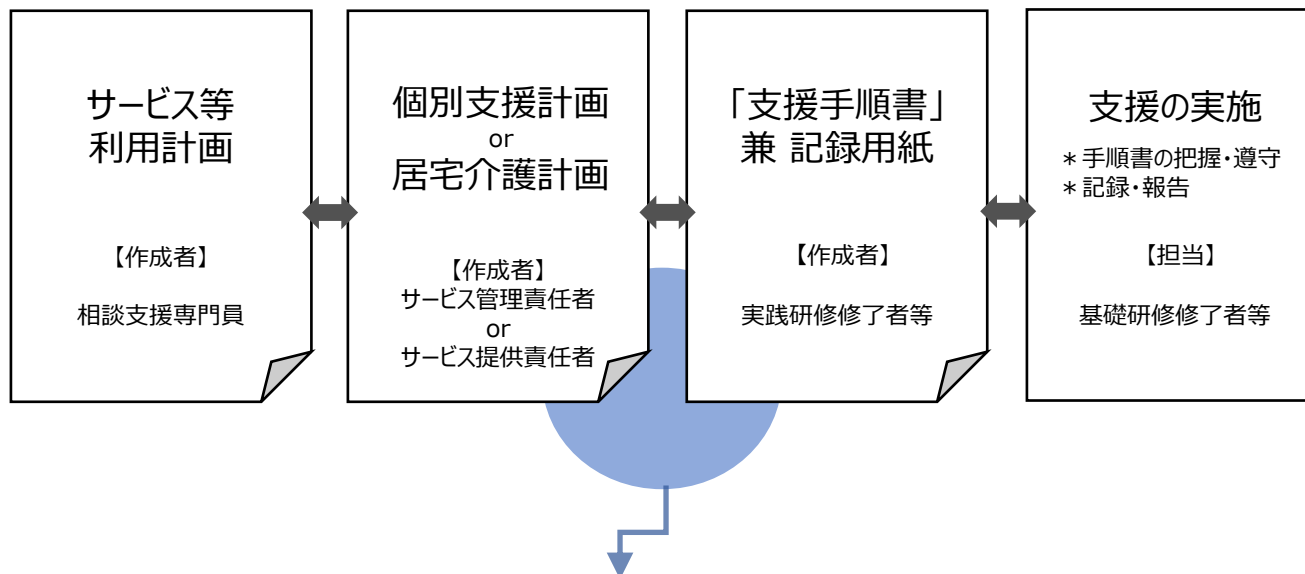 サービス等
利用計画
【作成者】
相談支援専門員
個別支援計画
or
居宅介護計画
【作成者】
サービス管理責任者
or
サービス提供責任者
「支援手順書」
兼 記録用紙
【作成者】
実践研修修了者等
支援の実施
＊手順書の把握・遵守
＊記録・報告
【担当】
基礎研修修了者等